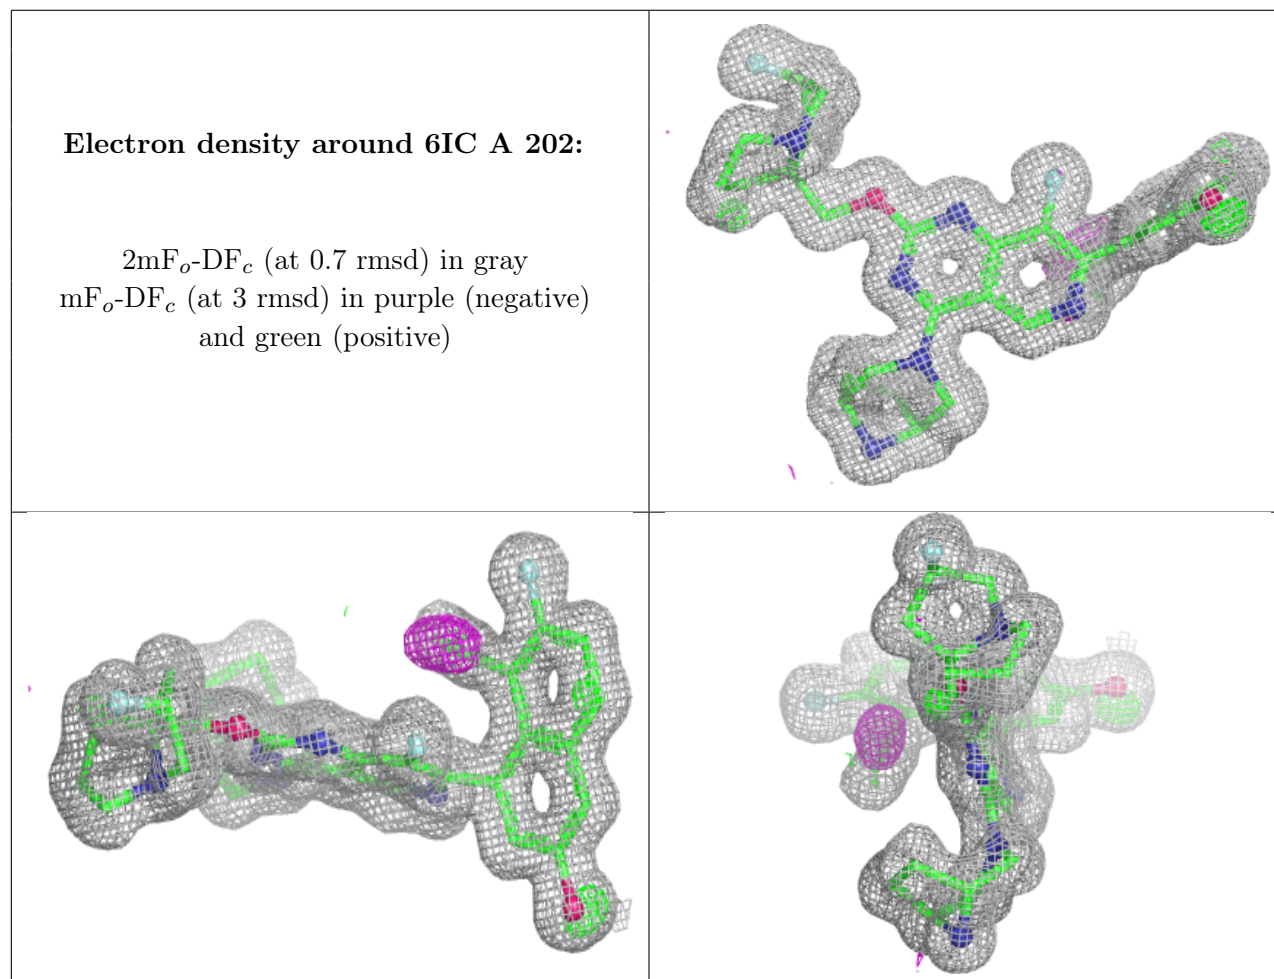 Electron density around 6IC A 202:
2mFo-DFc (at 0.7 rmsd) in gray
mFo-DFc (at 3 rmsd) in purple (negative)
and green (positive)